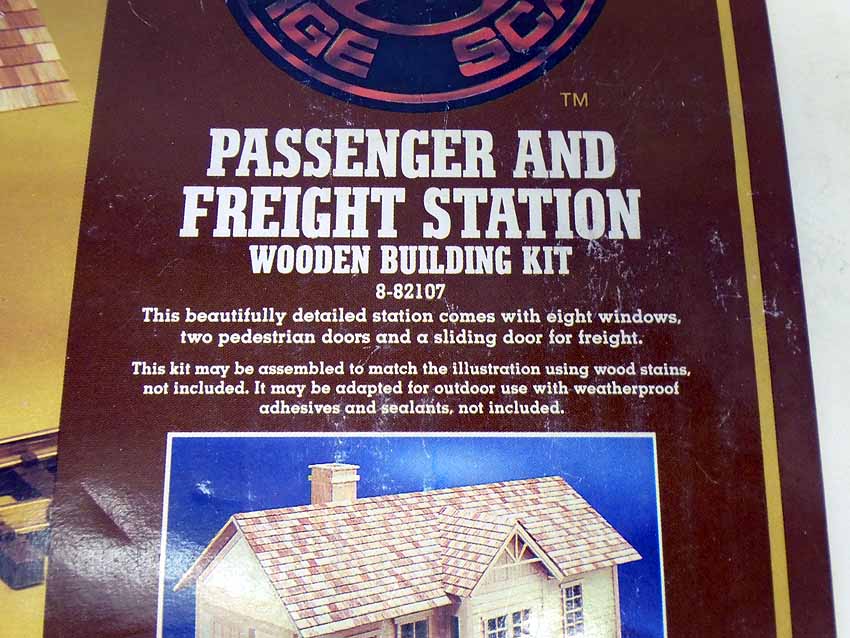 TM
PASSENGER AND
FREIGHT STATION
WOODEN BUILDING KIT
8-82107
This beautifully detailed station comes with eight windows,
two pedestrian doors and a sliding door for freight.
This kit may be assembled to match the illustration using wood stains,
not included. It may be adapted for outdoor use with weatherproof
adhesives and sealants, not included.